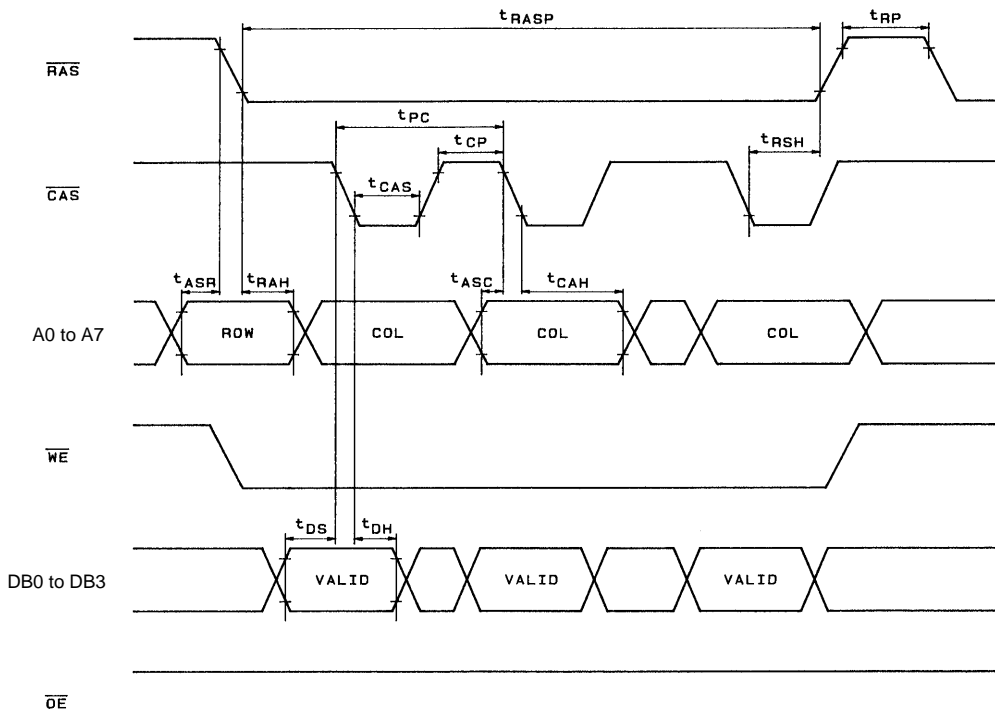 tRASP
tRP
RAS
tPC
tCP
tRSH
tCAS
CAS
tASR
tRAH
tASC
tCAH
A0 to A7
ROW
COL
COL
COL
WE
tDS
tDH
DB0 to DB3
VALID
VALID
VALID
OE